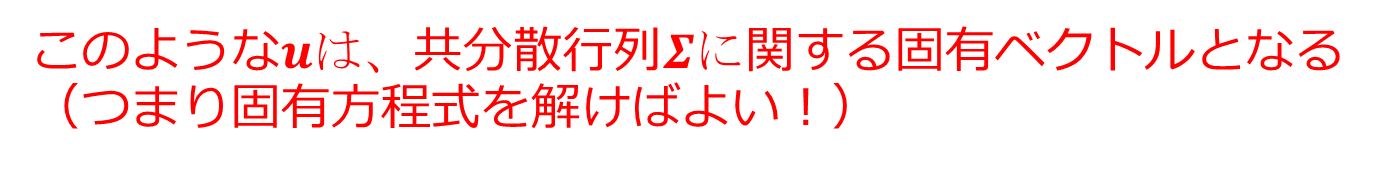 このような𝒖は、共分散行列𝜮に関する固有ベクトルとなる
（つまり固有方程式を解けばよい！）